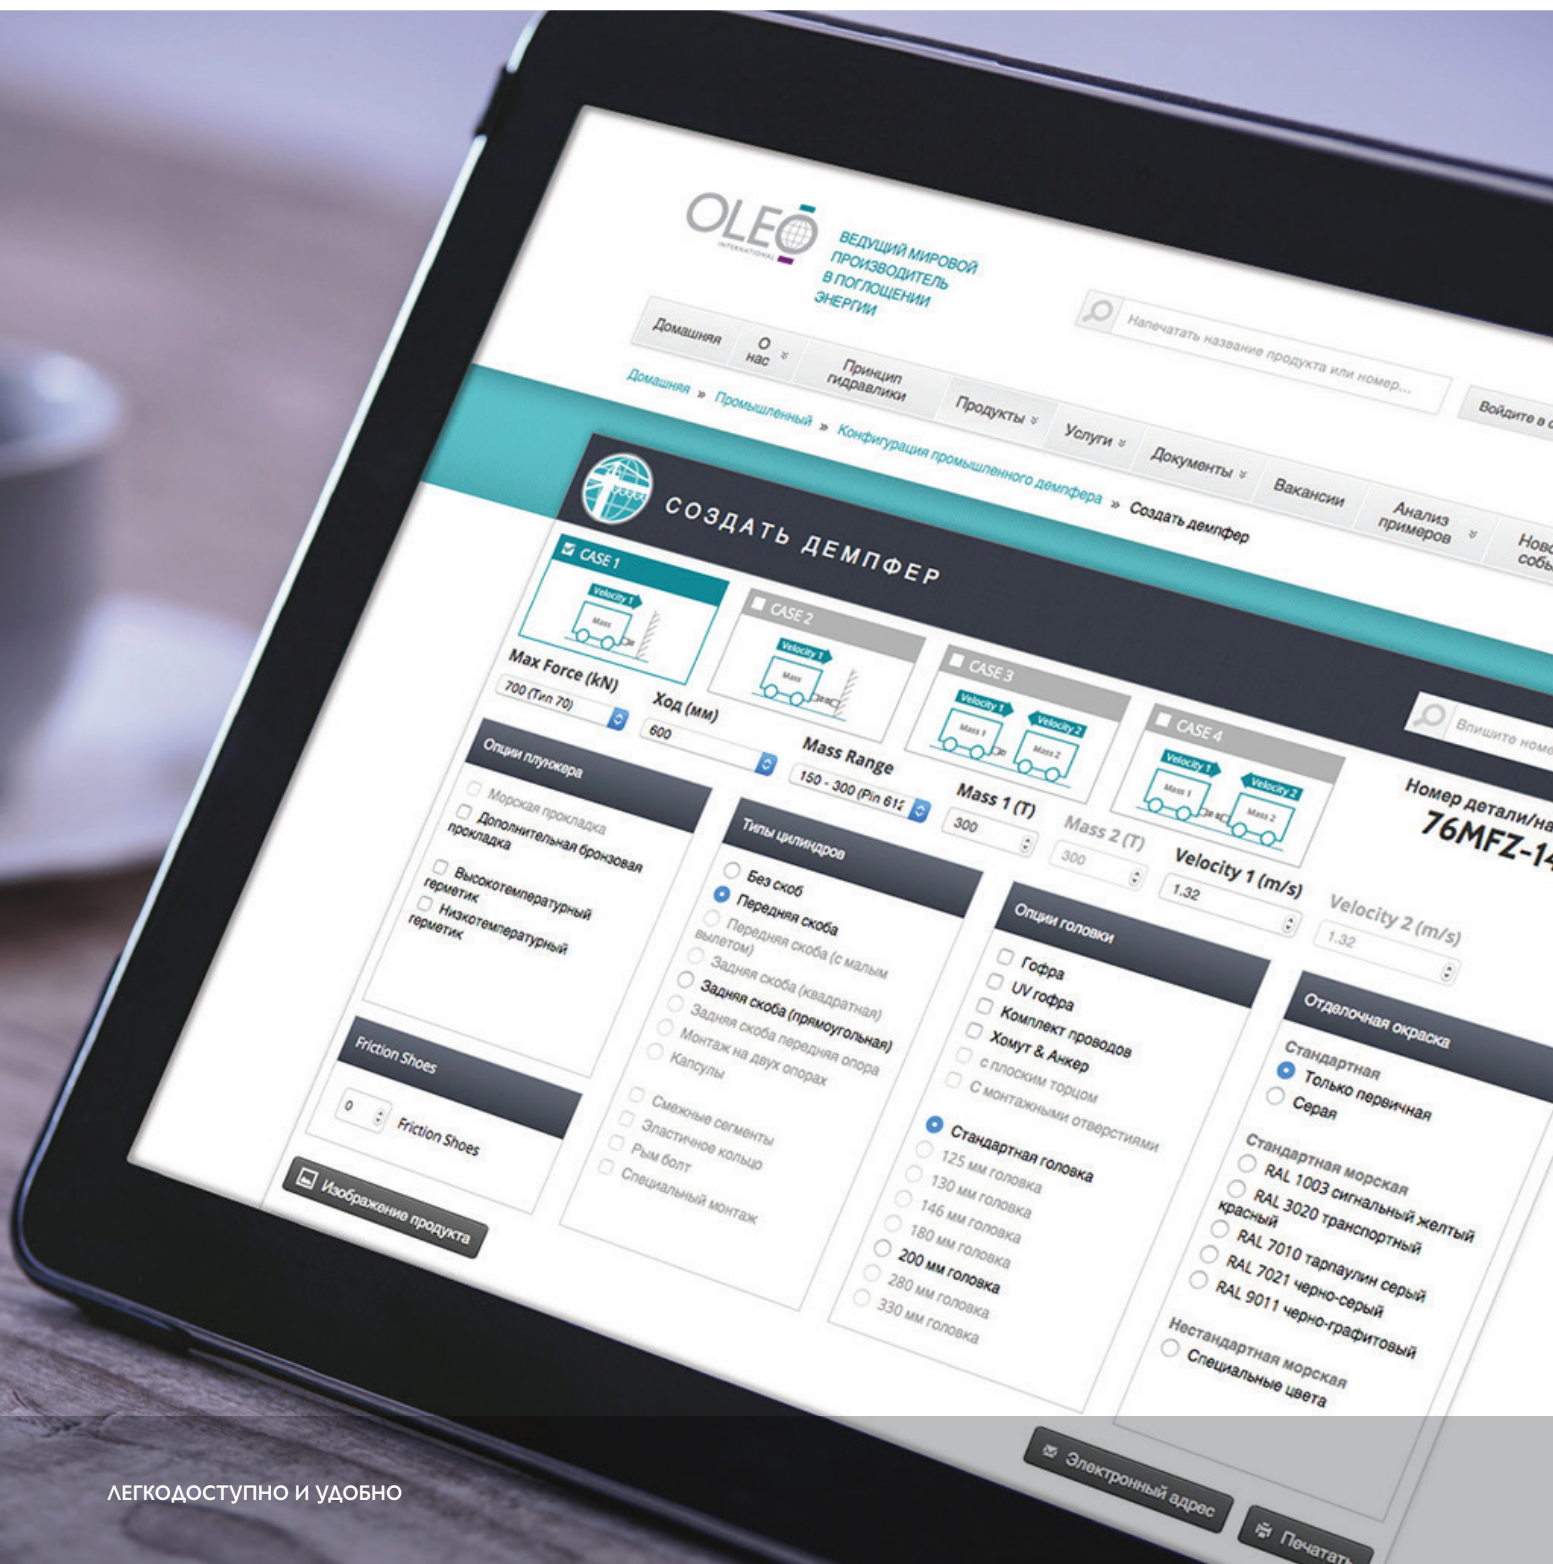 OLEO
INTERNATIONAL
ВЕДУЩИЙ МИРОВОЙ
ПРОИЗВОДИТЕЛЬ
В ПОГЛОЩЕНИИ
ЭНЕРГИИ
Напечатать название продукта или номер...
Войдите в
Домашняя
О
нас
Принцип
гидравлики
Продукты
Услуги
Документы
Вакансии
Анализ
примеров
Домашняя » Промышленный » Конфигурация промышленного демпфера » Создать демпфер
СОЗДАТЬ ДЕМПФЕР
Впишите
CASE 1
Velocity 1
Mass
CASE 2
Velocity 1
Mass
CASE 3
Velocity 1
Velocity 2
Mass 1
Mass 2
CASE 4
Velocity 1
Velocity 2
Mass 1
Mass 2
Номер детали/на
76MFZ-14
Max Force (kN)
700 (Тип 70)
Ход (мм)
600
Mass Range
150 - 300 (Pin 612
Mass 1 (T)
300
Mass 2 (T)
300
Velocity 1 (m/s)
1.32
Velocity 2 (m/s)
1.32
Опции плунжера
Морская прокладка
Дополнительная бронзовая
прокладка
Высокотемпературный
герметик
Низкотемпературный
герметик
Friction Shoes
0
Friction Shoes
Изображение продукта
Типы цилиндров
Без скоб
Передняя скоба
Передняя скоба (с малым
вылетом)
Задняя скоба (квадратная)
Задняя скоба (прямоугольная)
Задняя скоба передняя опора
Монтаж на двух опорах
Капсулы
Смежные сегменты
Эластичное кольцо
Рым болт
Специальный монтаж
Опции головки
Гофра
UV гофра
Комплект проводов
Хомут & Анкер
с плоским торцом
С монтажными отверстиями
Стандартная головка
125 мм головка
130 мм головка
146 мм головка
180 мм головка
200 мм головка
280 мм головка
330 мм головка
Отделочная окраска
Стандартная
Только первичная
Серая
Стандартная морская
RAL 1003 сигнальный желтый
RAL 3020 транспортный
красный
RAL 7010 тарпаулин серый
RAL 7021 черно-серый
RAL 9011 черно-графитовый
Нестандартная морская
Специальные цвета
Электронный адрес
Печатать
ЛЕГКОДОСТУПНО И УДОБНО